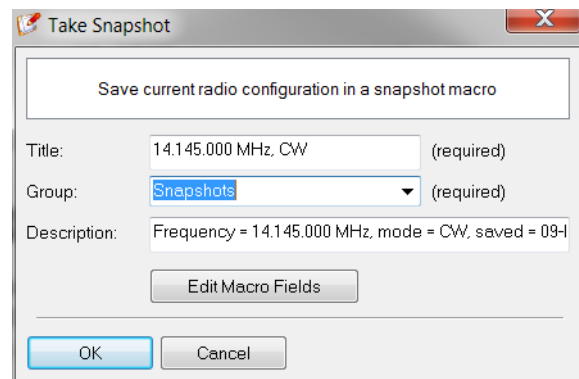 Take Snapshot
Save current radio configuration in a snapshot macro
Title: 14.145.000 MHz, CW (required)
Group: Snapshots (required)
Description: Frequency = 14.145.000 MHz, mode = CW, saved = 09-
Edit Macro Fields
OK Cancel